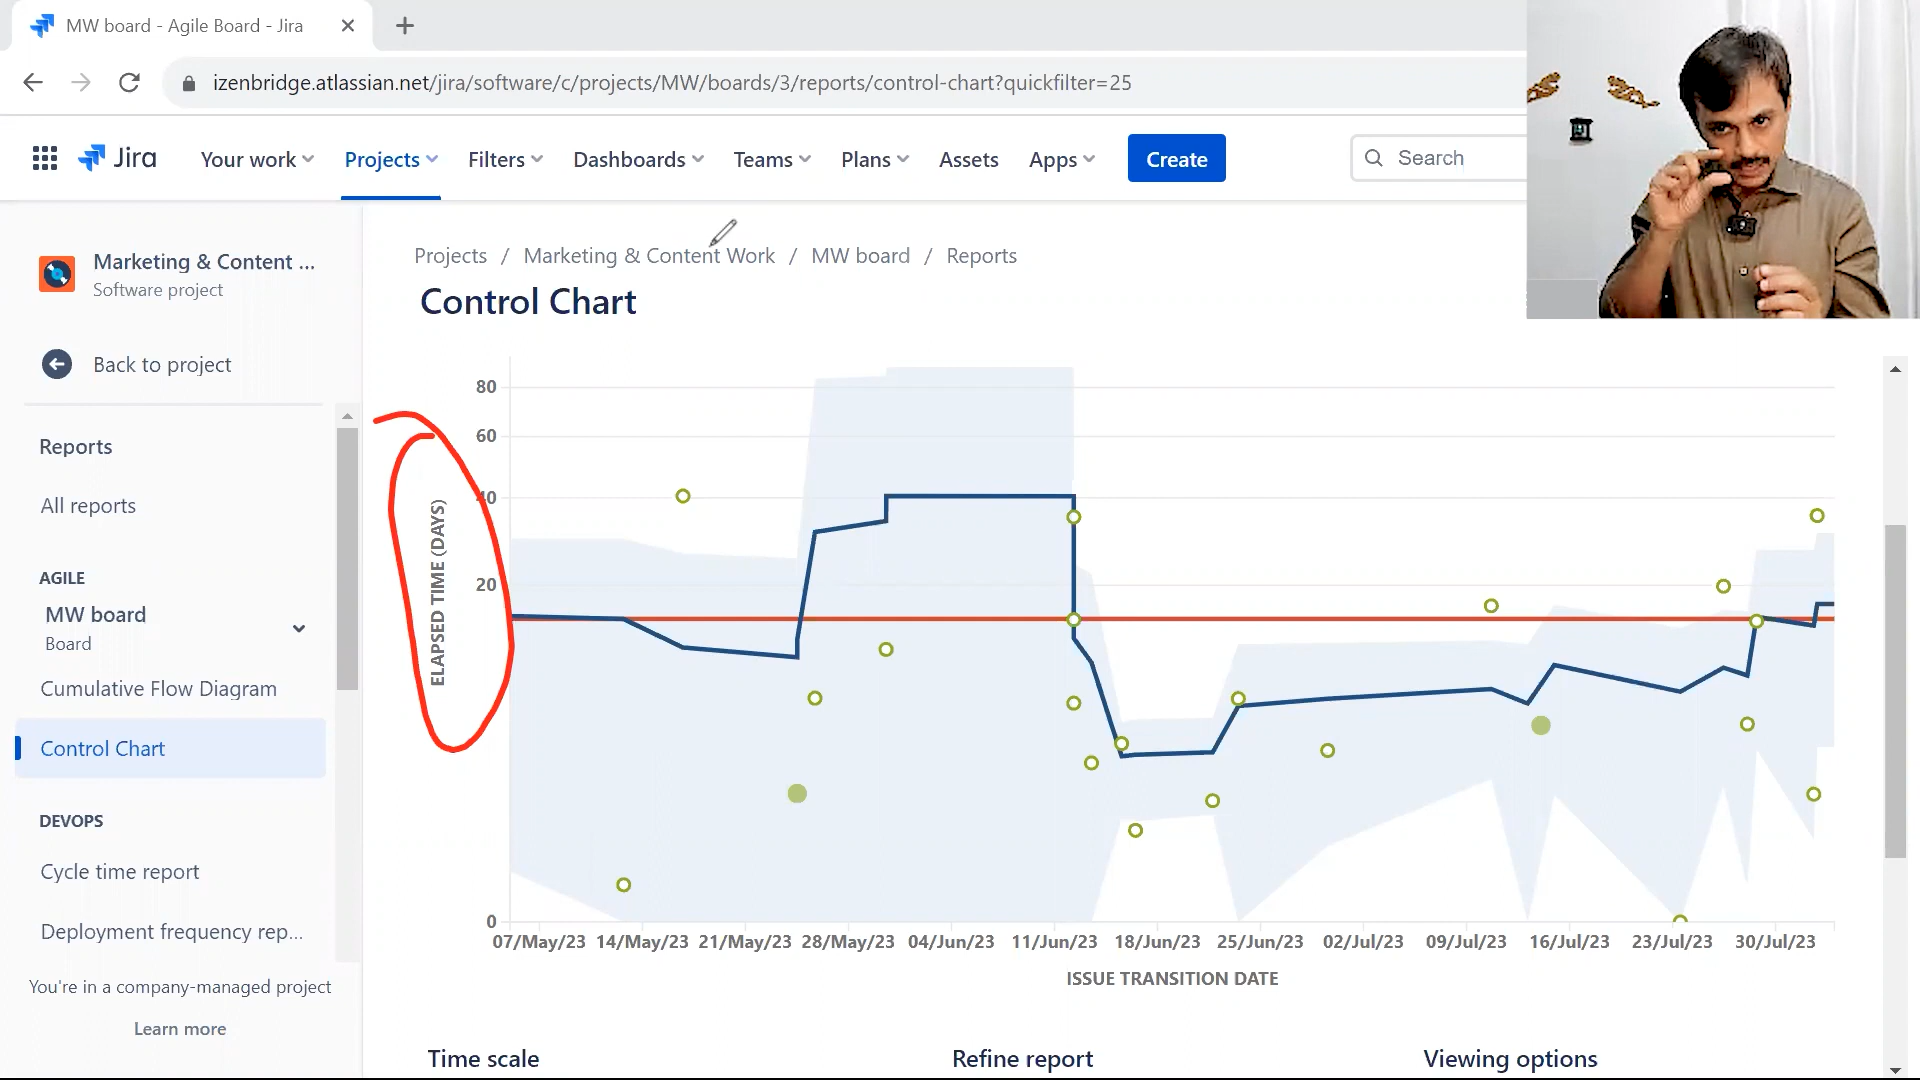 MW board - Agile Board - Jira
izenbridge.atlassian.net/jira/software/c/projects/MW/boards/3/reports/control-chart?quickfilter=25
Jira Your work Projects Filters Dashboards Teams Plans Assets Apps Create Search
Marketing & Content ...
Software project
Back to project
Reports
All reports
AGILE
MW board
Board
Cumulative Flow Diagram
Control Chart
DEVOPS
Cycle time report
Deployment frequency rep...
You're in a company-managed project
Learn more
Projects / Marketing & Content Work / MW board / Reports
Control Chart
ELAPSED TIME (DAYS)
80
60
40
20
0
07/May/23 14/May/23 21/May/23 28/May/23 04/Jun/23 11/Jun/23 18/Jun/23 25/Jun/23 02/Jul/23 09/Jul/23 16/Jul/23 23/Jul/23 30/Jul/23
ISSUE TRANSITION DATE
Time scale Refine report Viewing options